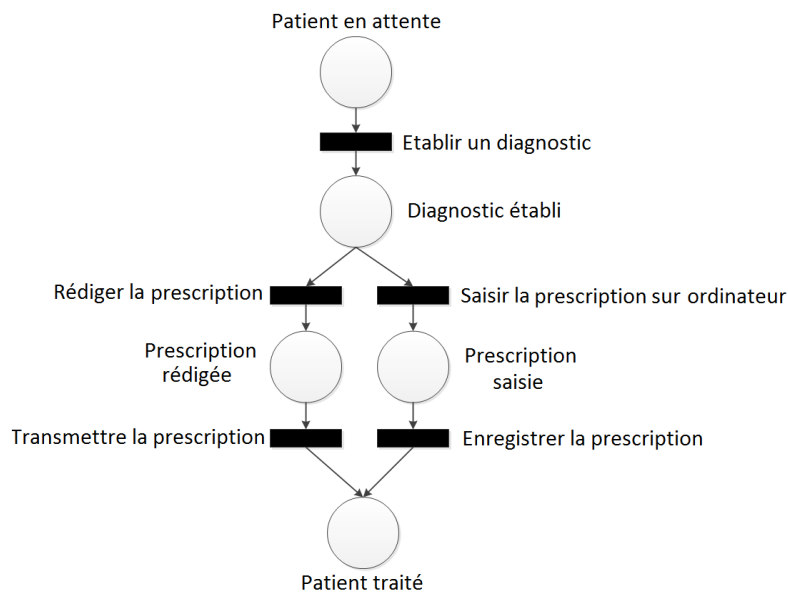 Patient en attente
Etablir un diagnostic
Diagnostic établi
Rédiger la prescription
Saisir la prescription sur ordinateur
Prescription
rédigée
Prescription
saisie
Transmettre la prescription
Enregistrer la prescription
Patient traité